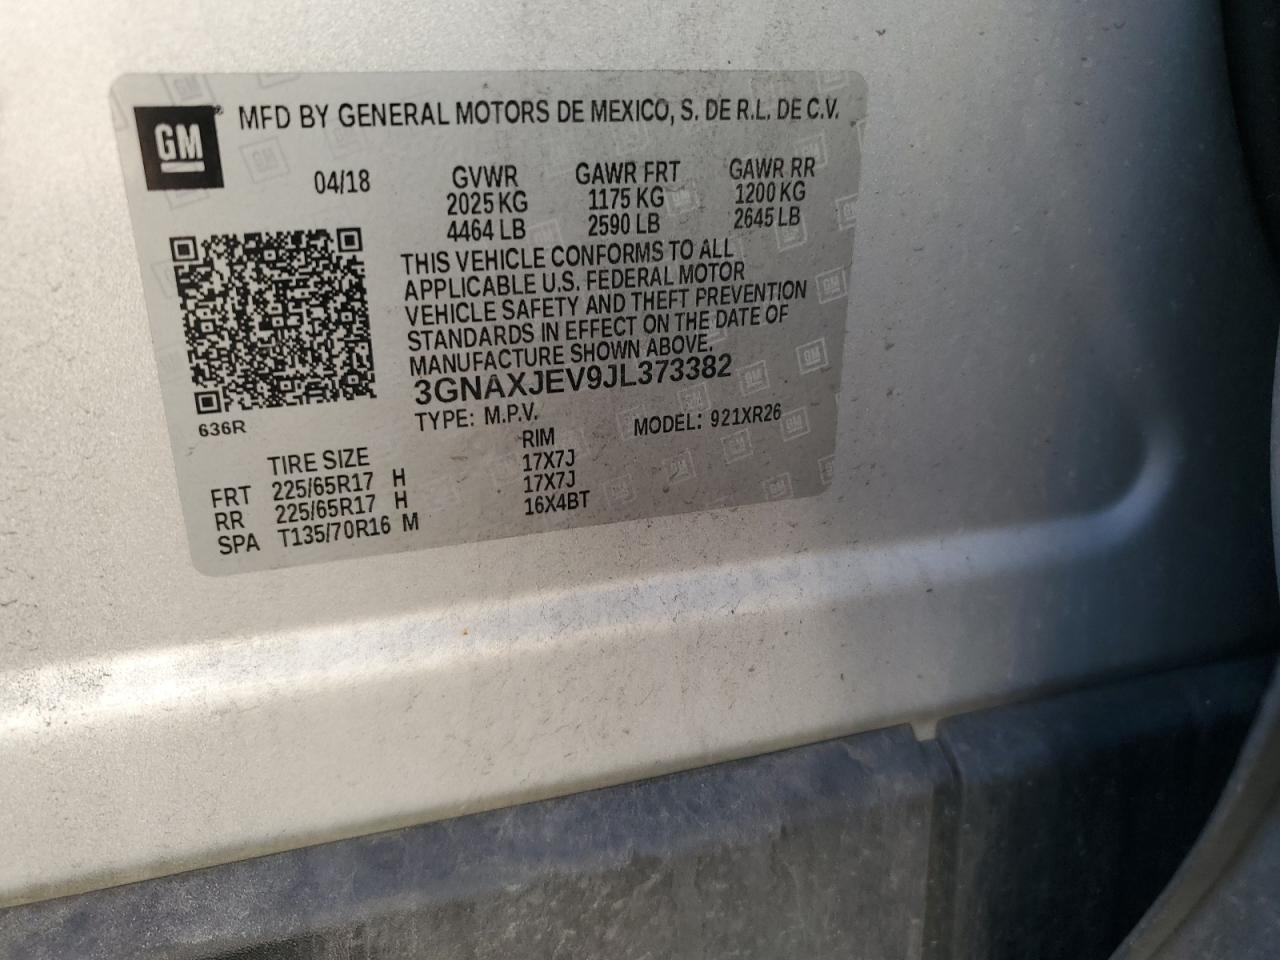 GM
MFD BY GENERAL MOTORS DE MEXICO, S. DE R.L. DE C.V.
04/18
GVWR GAWR FRT GAWR RR
2025 KG 1175 KG 1200 KG
4464 LB 2590 LB 2645 LB
THIS VEHICLE CONFORMS TO ALL
APPLICABLE U.S. FEDERAL MOTOR
VEHICLE SAFETY AND THEFT PREVENTION
STANDARDS IN EFFECT ON THE DATE OF
MANUFACTURE SHOWN ABOVE.
3GNAXJEV9JL373382
636R
TYPE: M.P.V. MODEL: 921XR26
TIRE SIZE RIM
FRT 225/65R17 H 17X7J
RR 225/65R17 H 17X7J
SPA T135/70R16 M 16X4BT